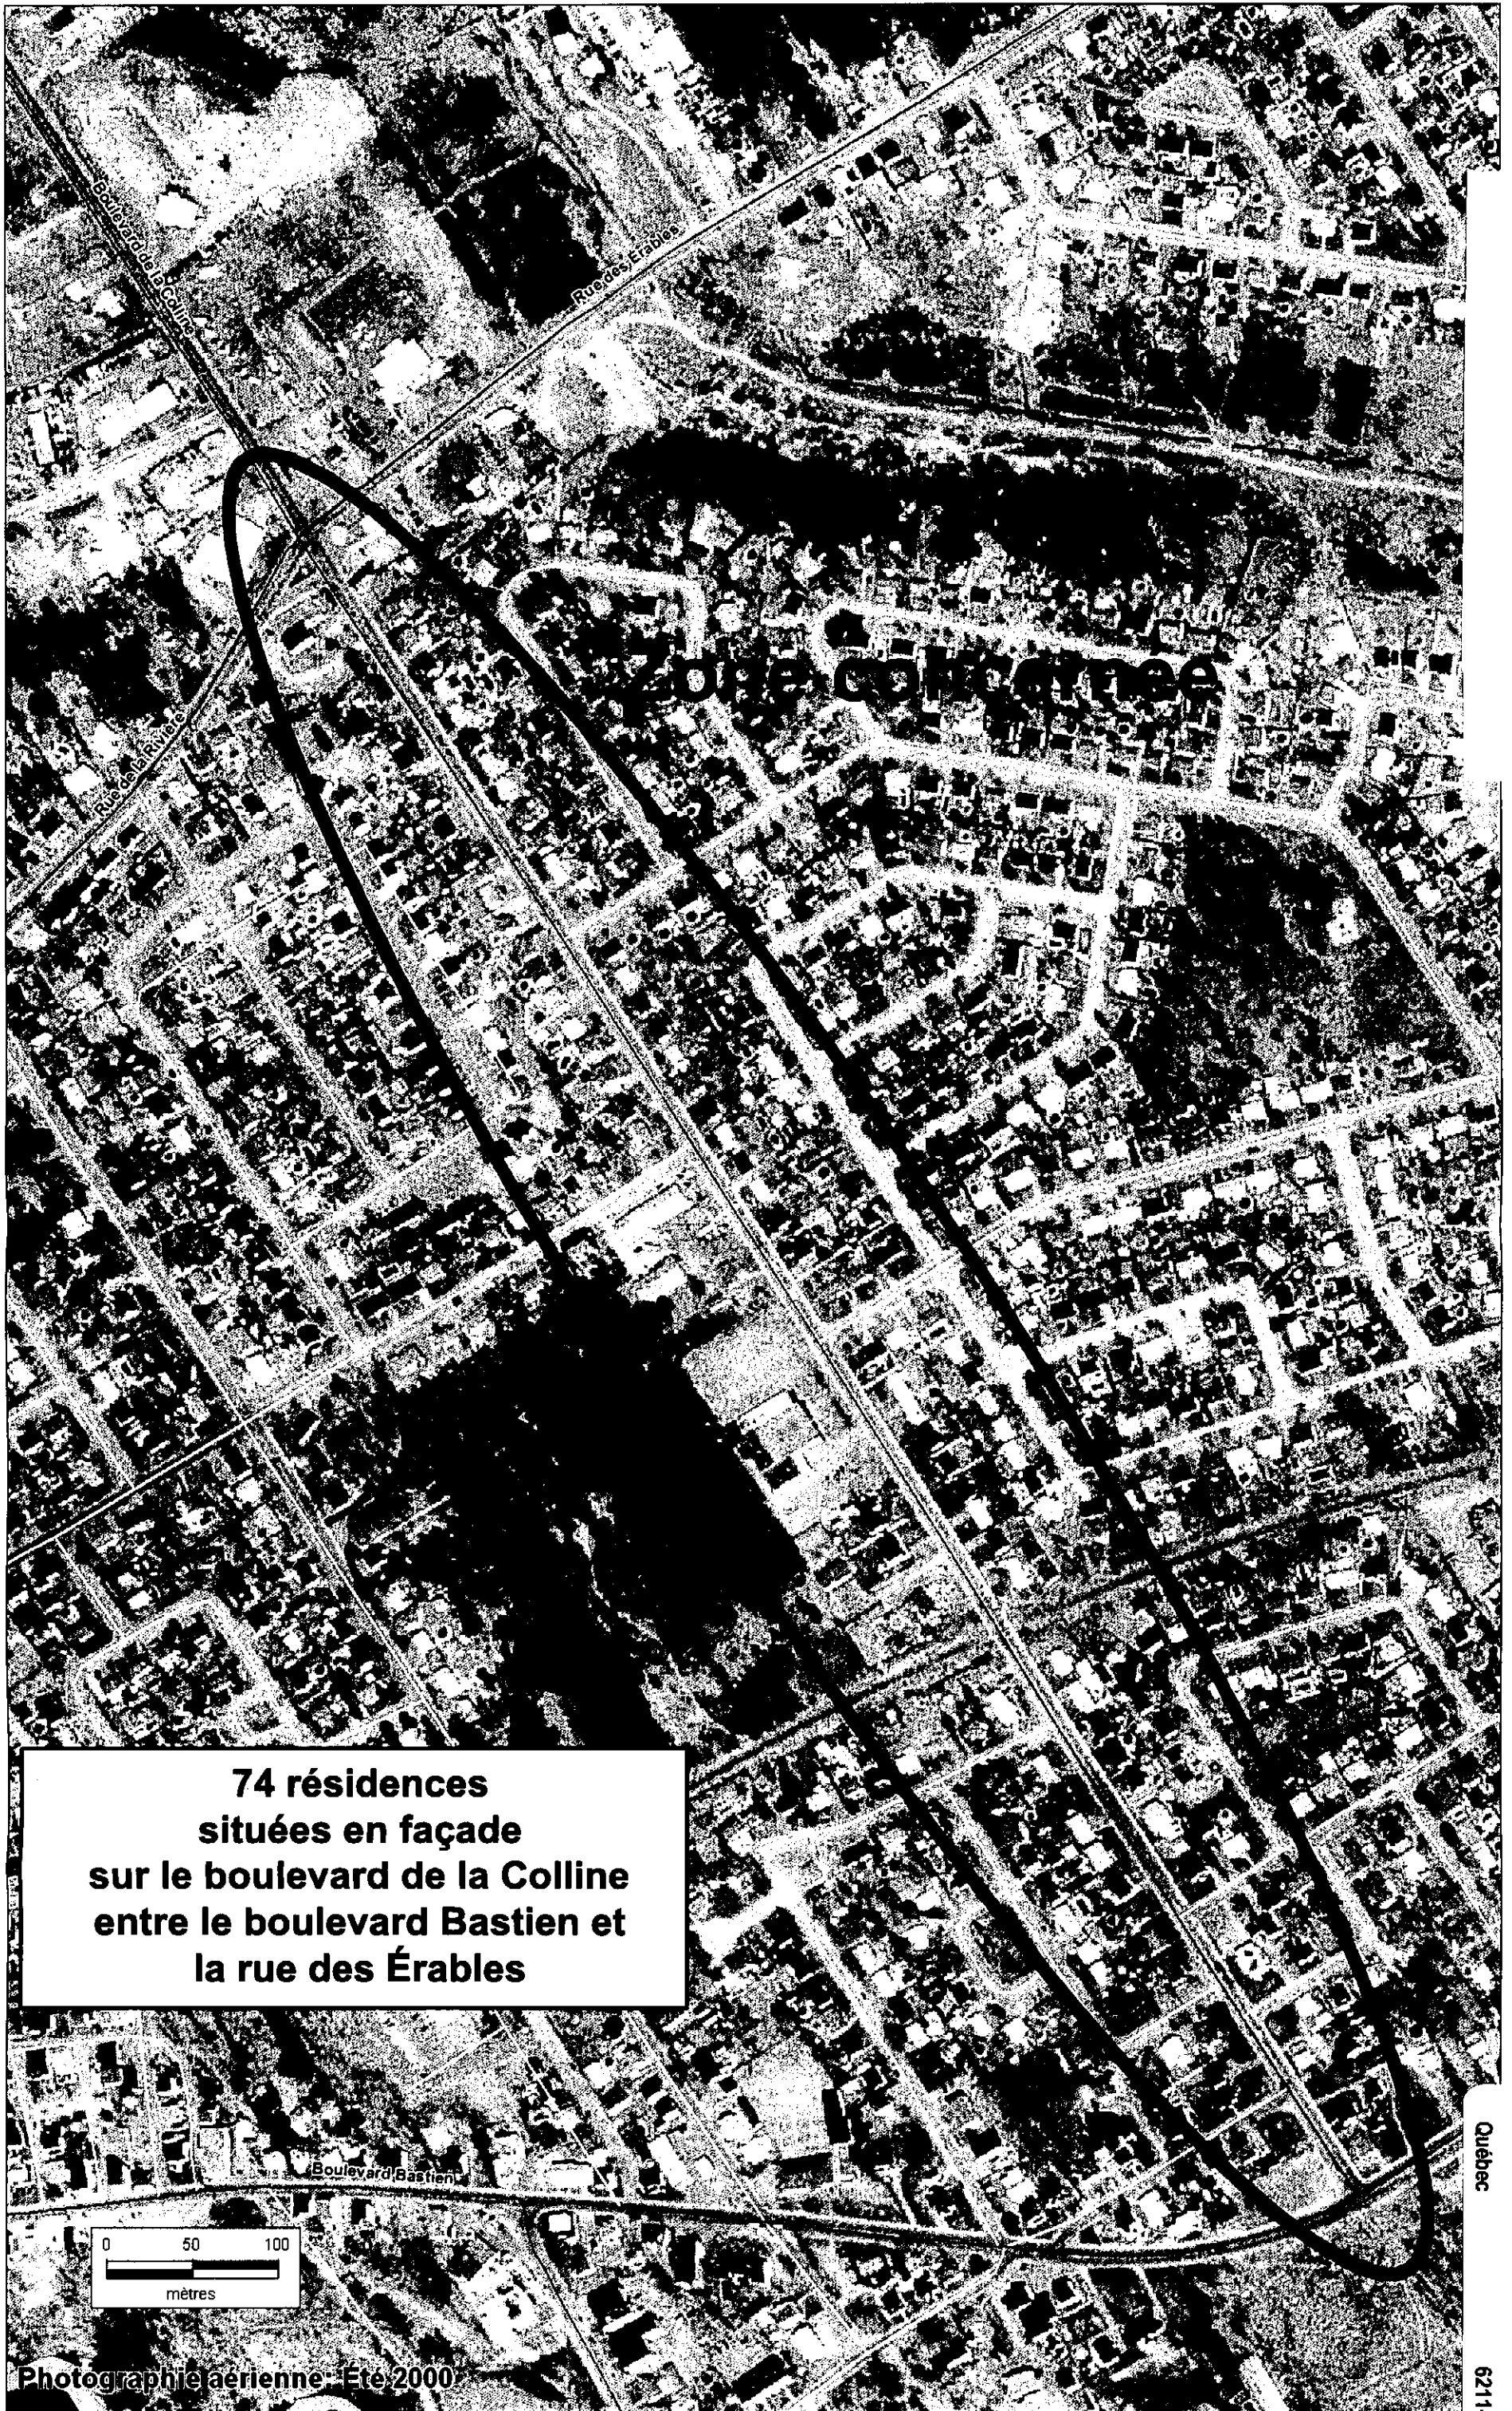 Boulevard de la Colline
Rue des Érables
Zone concernée
Rue de la Rivière
74 résidences
situées en façade
sur le boulevard de la Colline
entre le boulevard Bastien et
la rue des Érables
Québec
Boulevard Bastien
0 50 100
mètres
6211-
Photographie aérienne: Été 2000